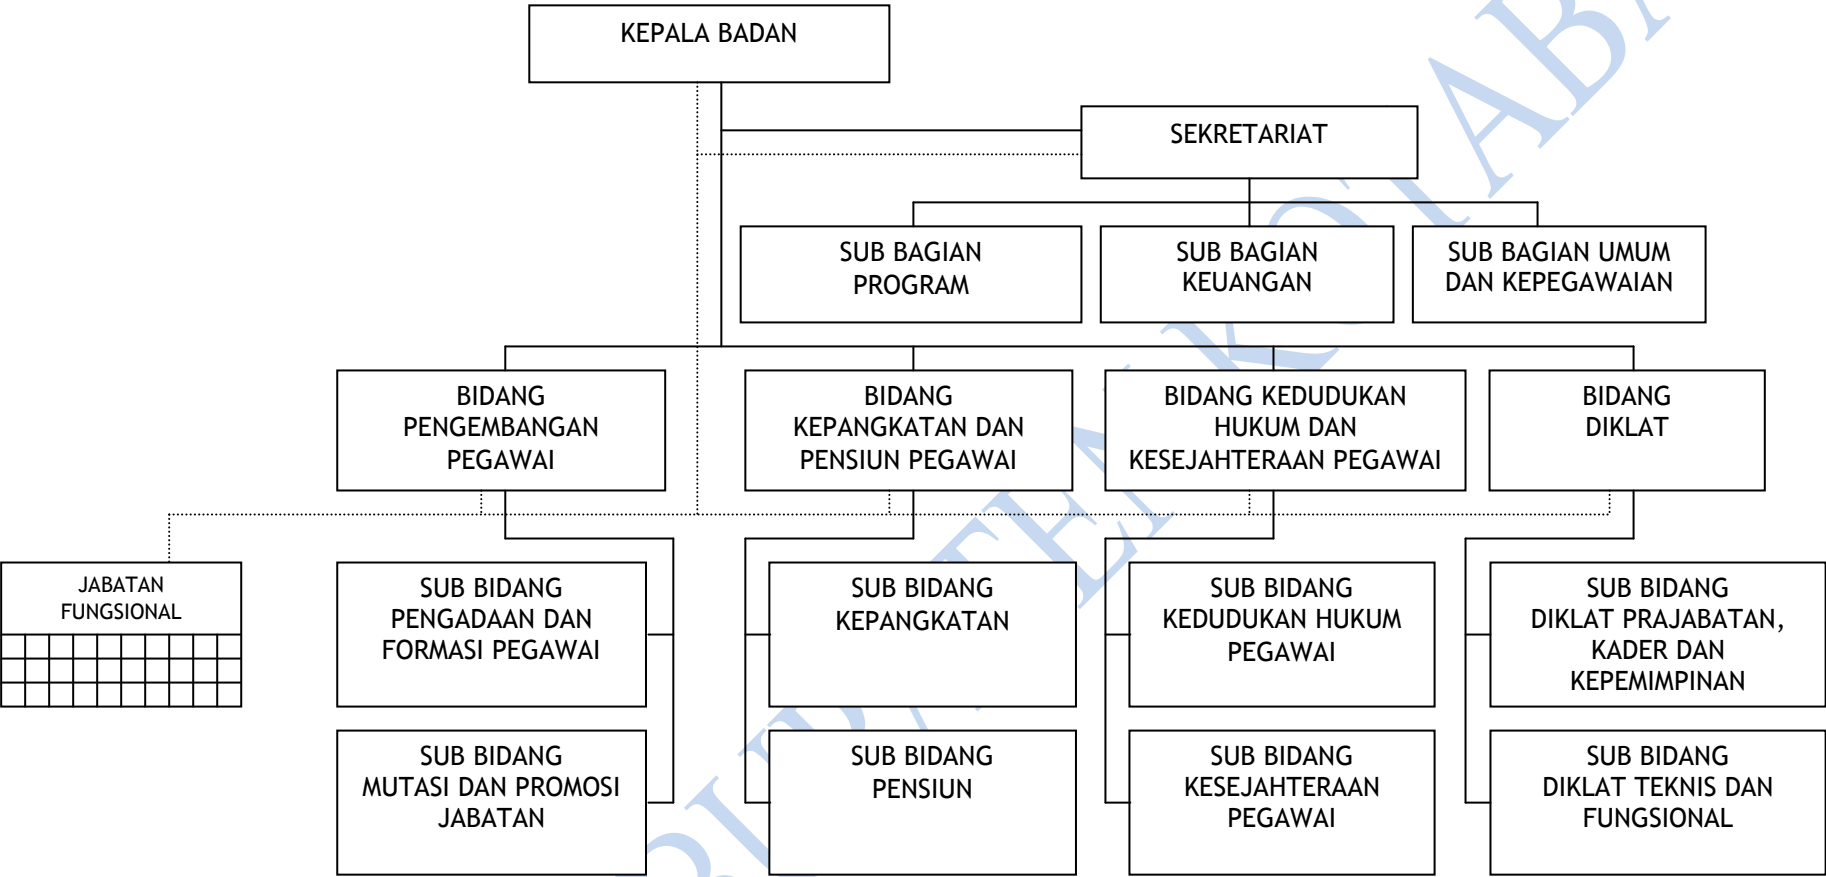 KEPALA BADAN
SEKRETARIAT
SUB BAGIAN
PROGRAM
SUB BAGIAN
KEUANGAN
SUB BAGIAN UMUM
DAN KEPEGAWAIAN
BIDANG
PENGEMBANGAN
PEGAWAI
BIDANG
KEPANGKATAN DAN
PENSIUN PEGAWAI
BIDANG KEDUDUKAN
HUKUM DAN
KESEJAHTERAAN PEGAWAI
BIDANG
DIKLAT
JABATAN
FUNGSIONAL
SUB BIDANG
PENGADAAN DAN
FORMASI PEGAWAI
SUB BIDANG
KEPANGKATAN
SUB BIDANG
KEDUDUKAN HUKUM
PEGAWAI
SUB BIDANG
DIKLAT PRAJABATAN,
KADER DAN
KEPEMIMPINAN
SUB BIDANG
MUTASI DAN PROMOSI
JABATAN
SUB BIDANG
PENSIUN
SUB BIDANG
KESEJAHTERAAN
PEGAWAI
SUB BIDANG
DIKLAT TEKNIS DAN
FUNGSIONAL